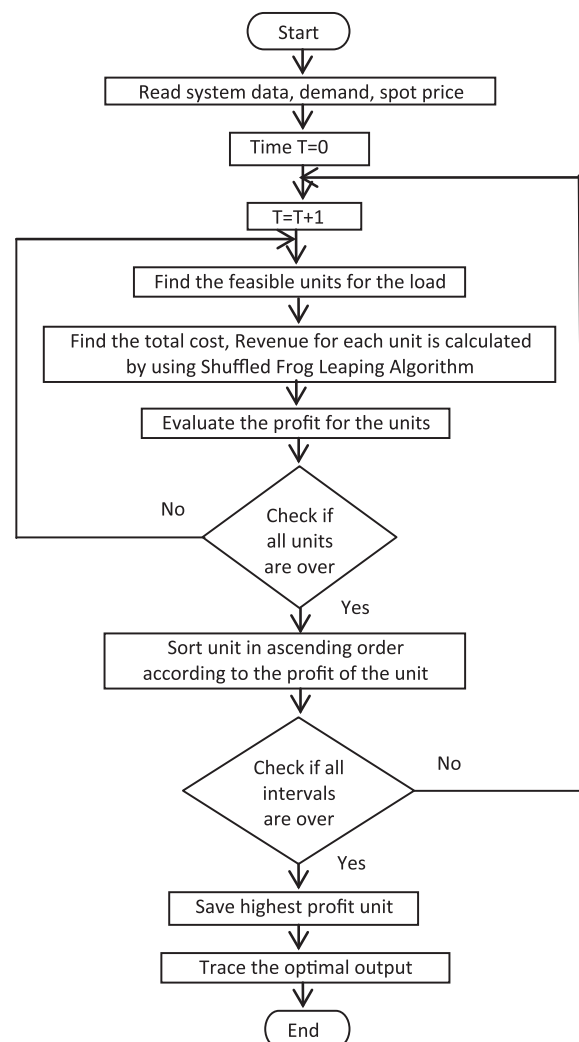 Start
Read system data, demand, spot price
Time T=0
T=T+1
Find the feasible units for the load
Find the total cost, Revenue for each unit is calculated
by using Shuffled Frog Leaping Algorithm
Evaluate the profit for the units
No
Check if
all units
are over
Yes
Sort unit in ascending order
according to the profit of the unit
No
Check if all
intervals
are over
Yes
Save highest profit unit
Trace the optimal output
End